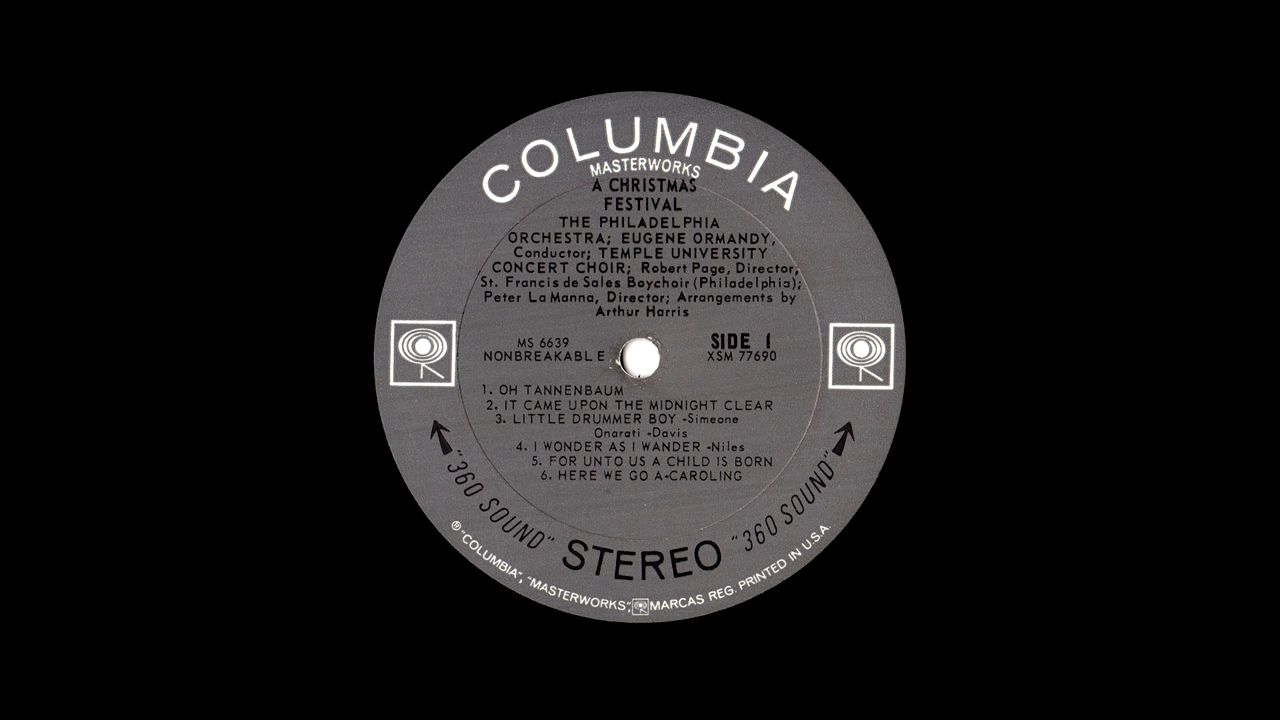 COLUMBIA
MASTERWORKS
A CHRISTMAS
FESTIVAL
THE PHILADELPHIA
ORCHESTRA; EUGENE ORMANDY,
Conductor; TEMPLE UNIVERSITY
CONCERT CHOIR; Robert Page, Director,
St. Francis de Sales Boychoir (Philadelphia);
Peter La Manna, Director; Arrangements by
Arthur Harris
MS 6639
NONBREAKABLE
SIDE 1
XSM 77690
1. OH TANNENBAUM
2. IT CAME UPON THE MIDNIGHT CLEAR
3. LITTLE DRUMMER BOY -Simeone
Onarati -Davis
4. I WONDER AS I WANDER -Niles
5. FOR UNTO US A CHILD IS BORN
6. HERE WE GO A-CAROLING
"360 SOUND" STEREO "360 SOUND"
Ⓜ "COLUMBIA", "MASTERWORKS", MARCAS REG. PRINTED IN U.S.A.